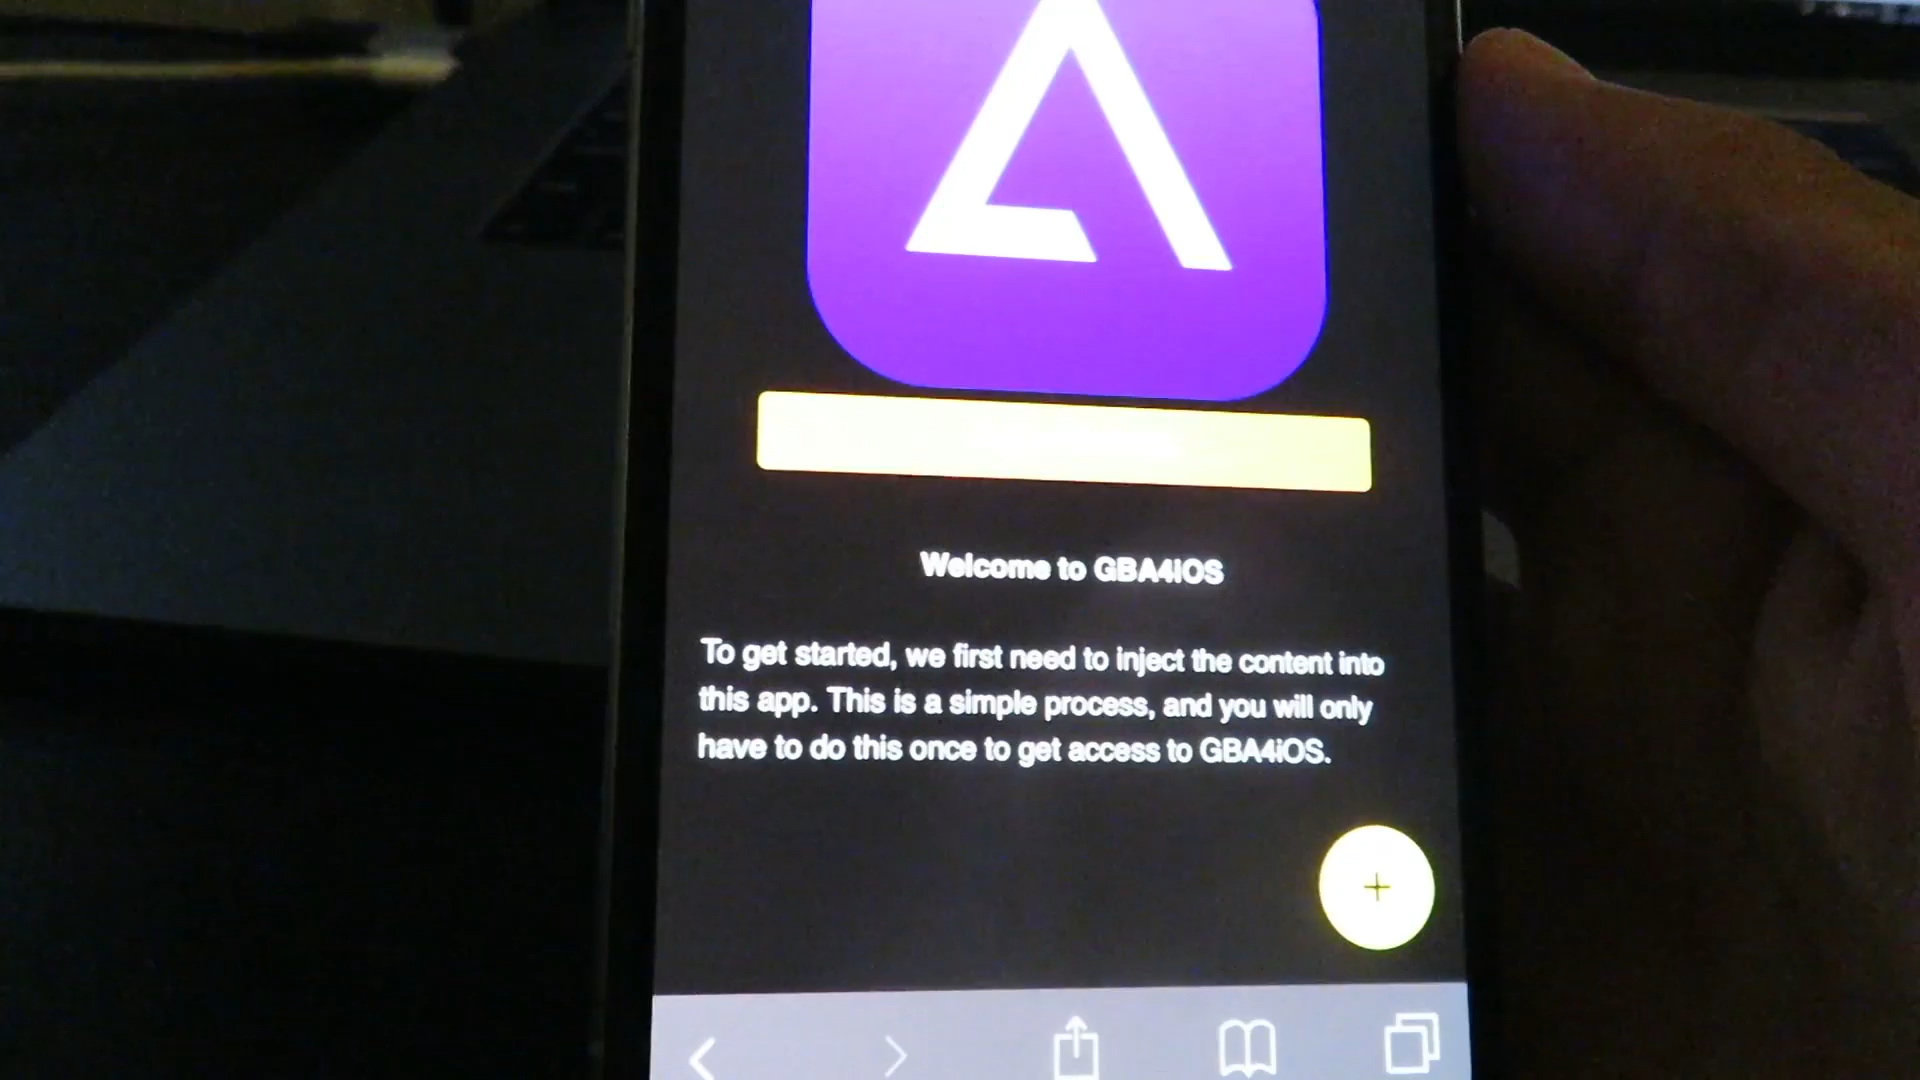 Welcome to GBA4iOS
To get started, we first need to inject the content into
this app. This is a simple process, and you will only
have to do this once to get access to GBA4iOS.